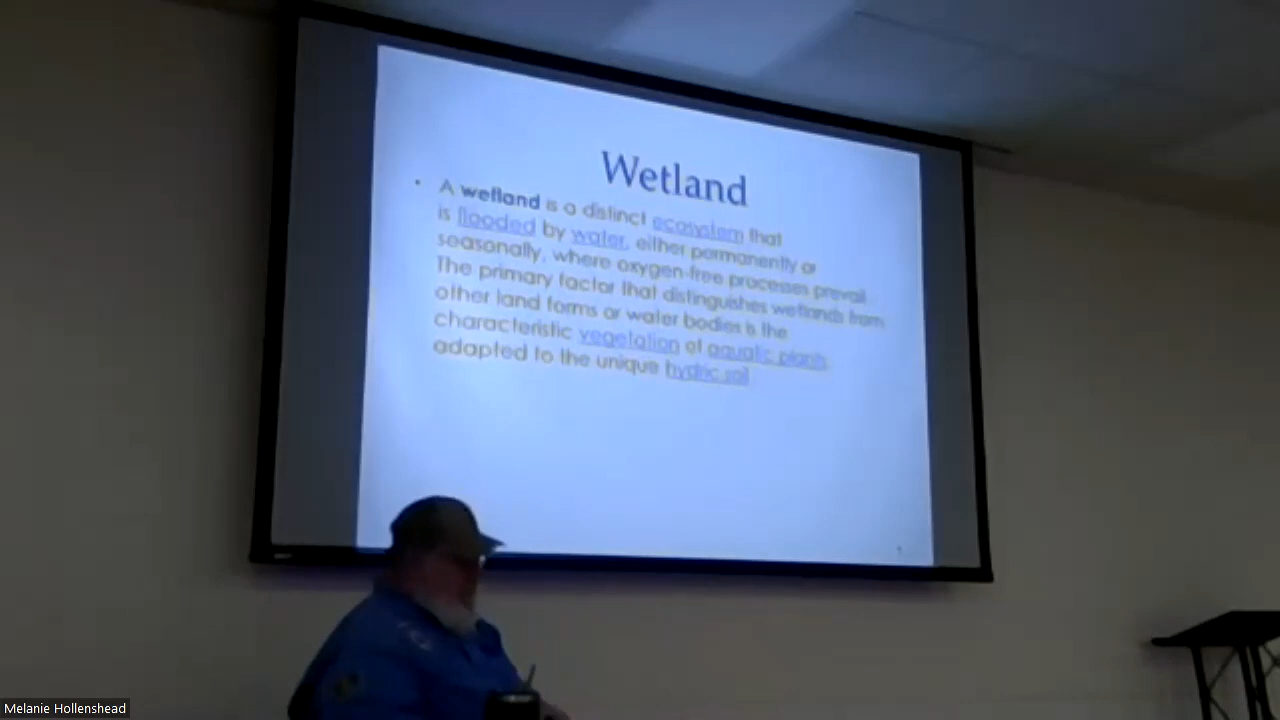 Wetland
• A wetland is a distinct ecosystem that
is flooded by water, either permanently or
seasonally, where oxygen-free processes prevail
The primary factor that distinguishes wetlands from
other land forms or water bodies is the
characteristic vegetation of aquatic plants
adapted to the unique hydric soil
Melanie Hollenshead